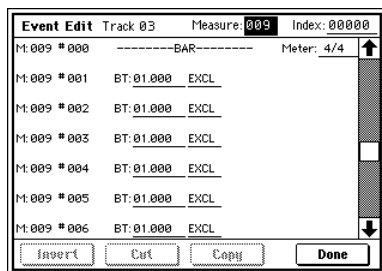 Event Edit Track 03 Measure: 009 Index: 00000
M: 009 # 000 --------BAR-------- Meter: 4/4
M: 009 # 001 BT: 01.000 EXCL
M: 009 # 002 BT: 01.000 EXCL
M: 009 # 003 BT: 01.000 EXCL
M: 009 # 004 BT: 01.000 EXCL
M: 009 # 005 BT: 01.000 EXCL
M: 009 # 006 BT: 01.000 EXCL
Insert Cut Copy Done